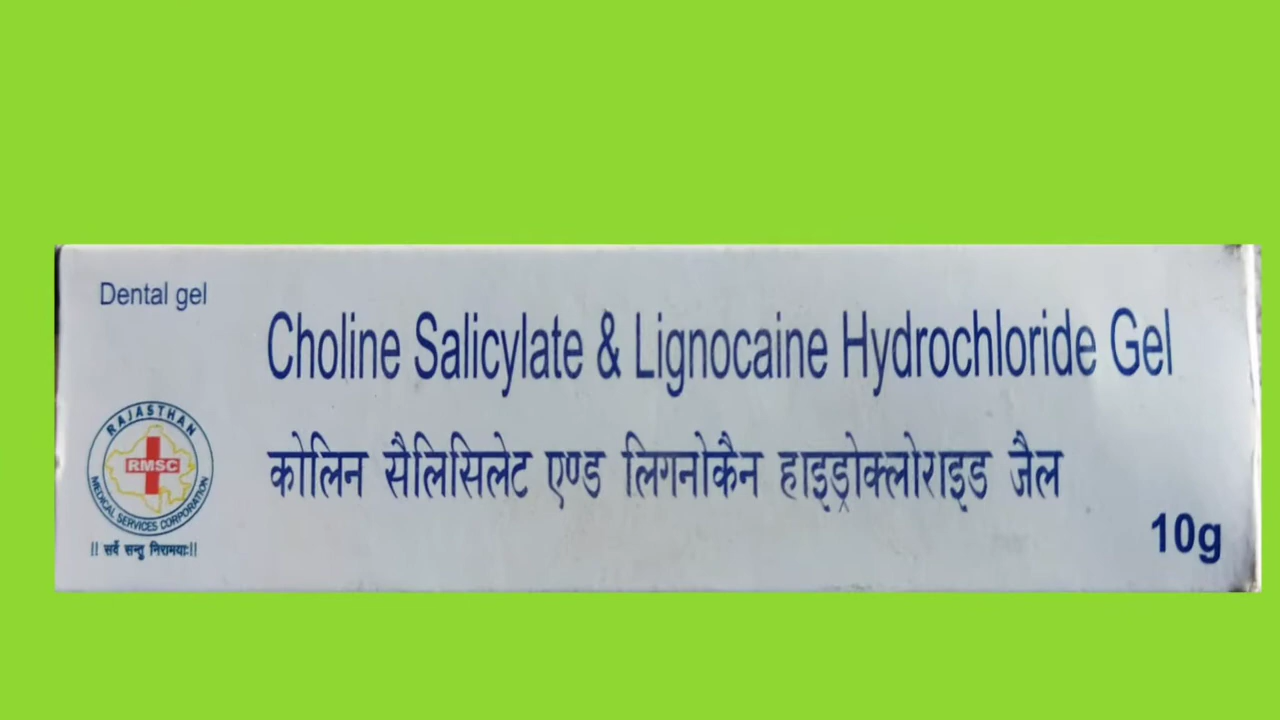 Dental gel
Choline Salicylate & Lignocaine Hydrochloride Gel
कोलिन सैलिसिलेट एण्ड लिगनोकैन हाइड्रोक्लोराइड जैल
RAJASTHAN
RMSC
MEDICAL SERVICES CORPORATION
|| सर्वे सन्तु निरामयाः||
10g